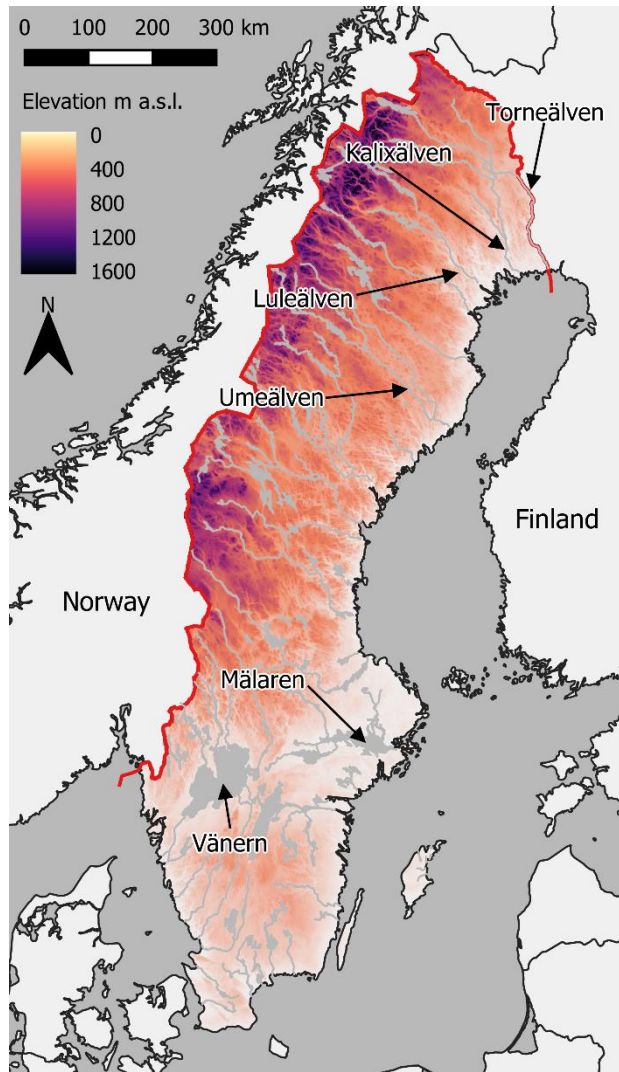 0 100 200 300 km
Elevation m a.s.l.
0
400
800
1200
1600
N
Torneälven
Kalixälven
Luleälven
Umeälven
Finland
Norway
Mälaren
Vänern